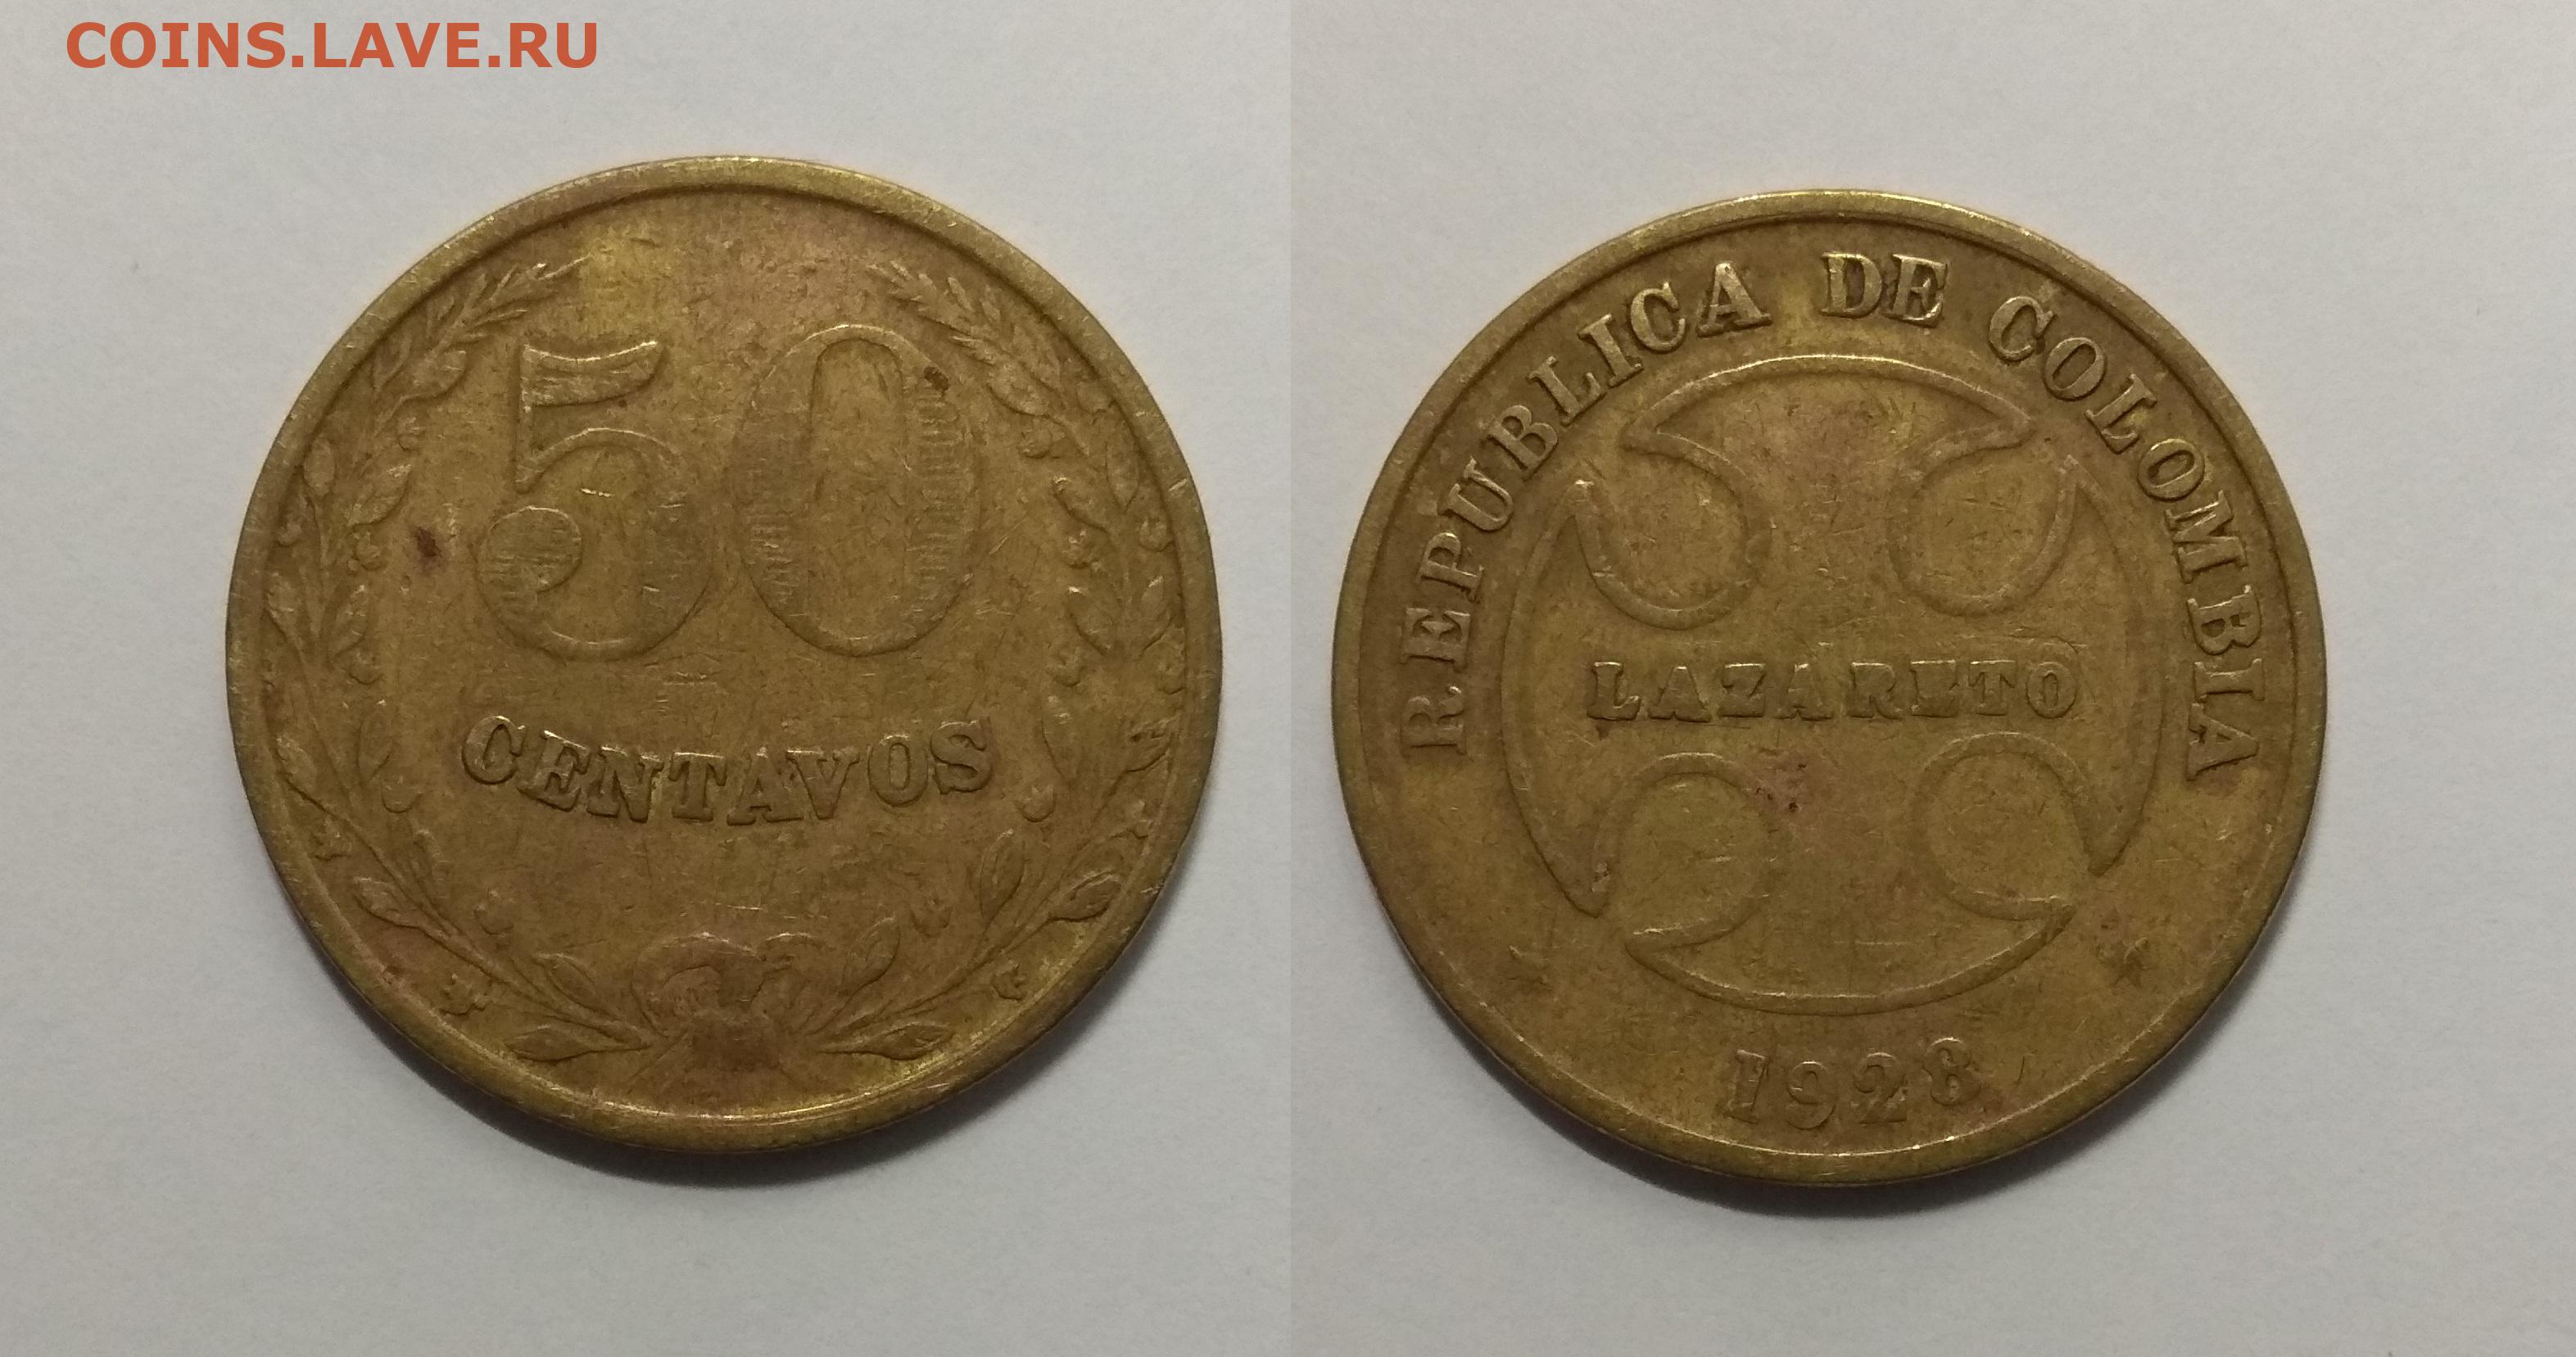 COINS.LAVE.RU
50
CENTAVOS
REPUBLICA DE COLOMBIA
LAZARETO
1928